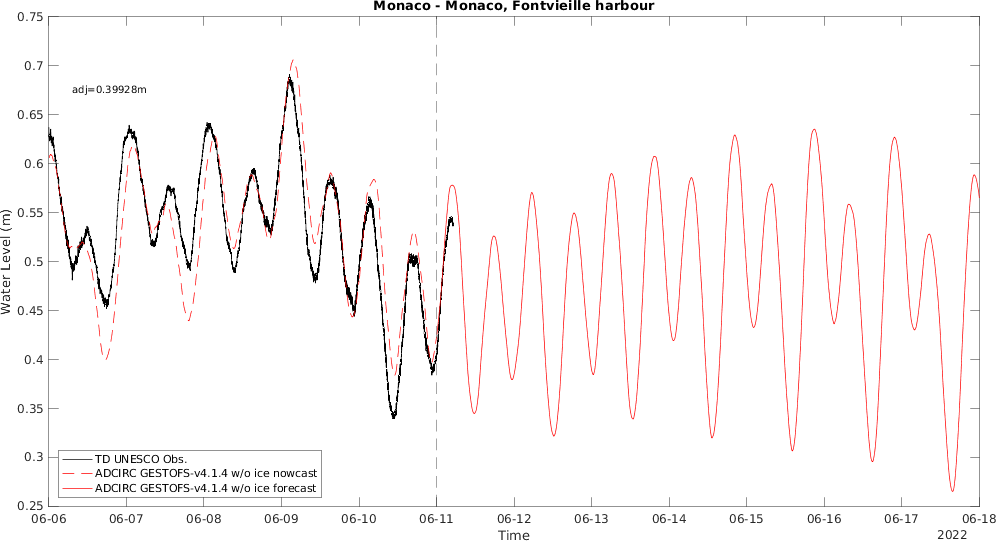 Monaco - Monaco, Fontvieille harbour
0.75
0.7
0.65
0.6
0.55
0.5
0.45
0.4
0.35
0.3
0.25
Water Level (m)
adj=0.39928m
TD UNESCO Obs.
ADCIRC GESTOFS-v4.1.4 w/o ice nowcast
ADCIRC GESTOFS-v4.1.4 w/o ice forecast
06-06 06-07 06-08 06-09 06-10 06-11 06-12 06-13 06-14 06-15 06-16 06-17 06-18
Time
2022